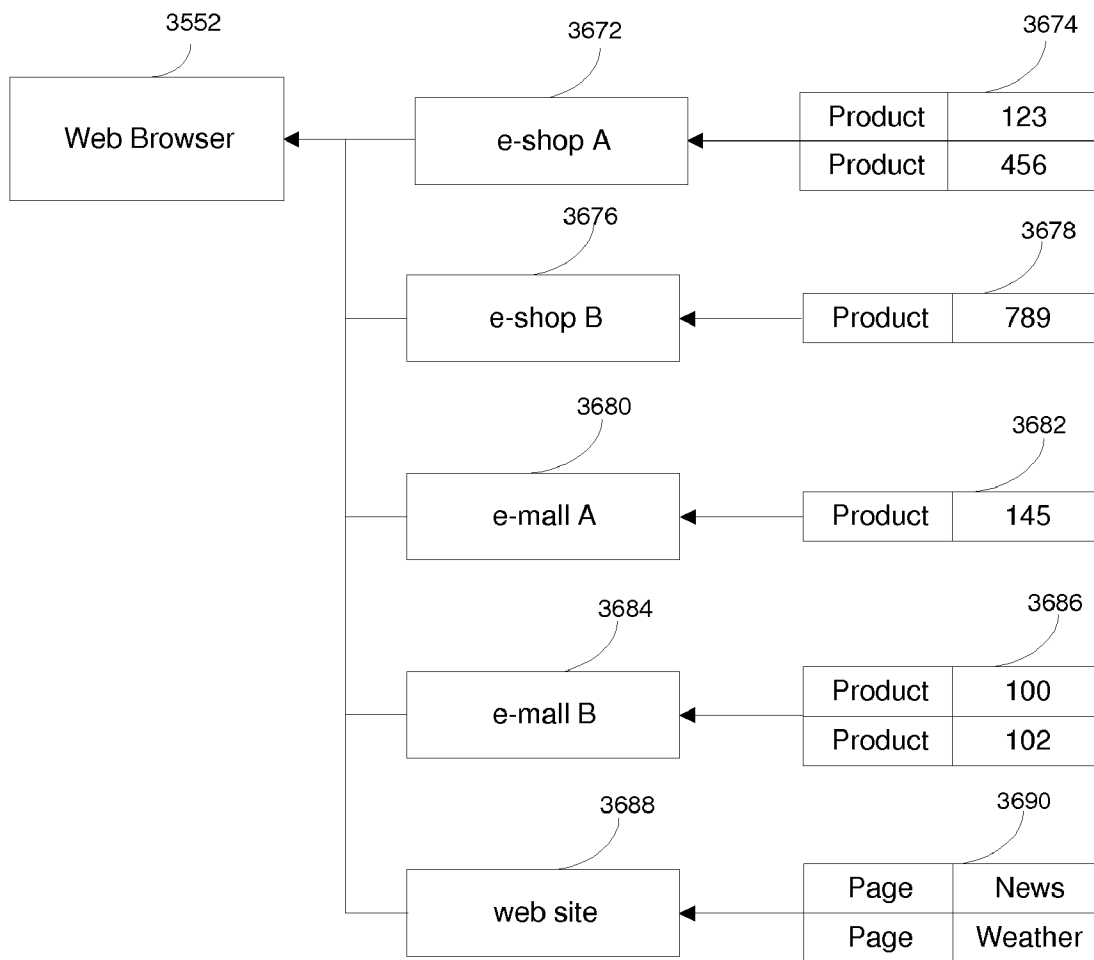 3552
3672
3674
Web Browser
e-shop A
Product 123
Product 456
3676
3678
e-shop B
Product 789
3680
3682
e-mall A
Product 145
3684
3686
e-mall B
Product 100
Product 102
3688
3690
web site
Page News
Page Weather